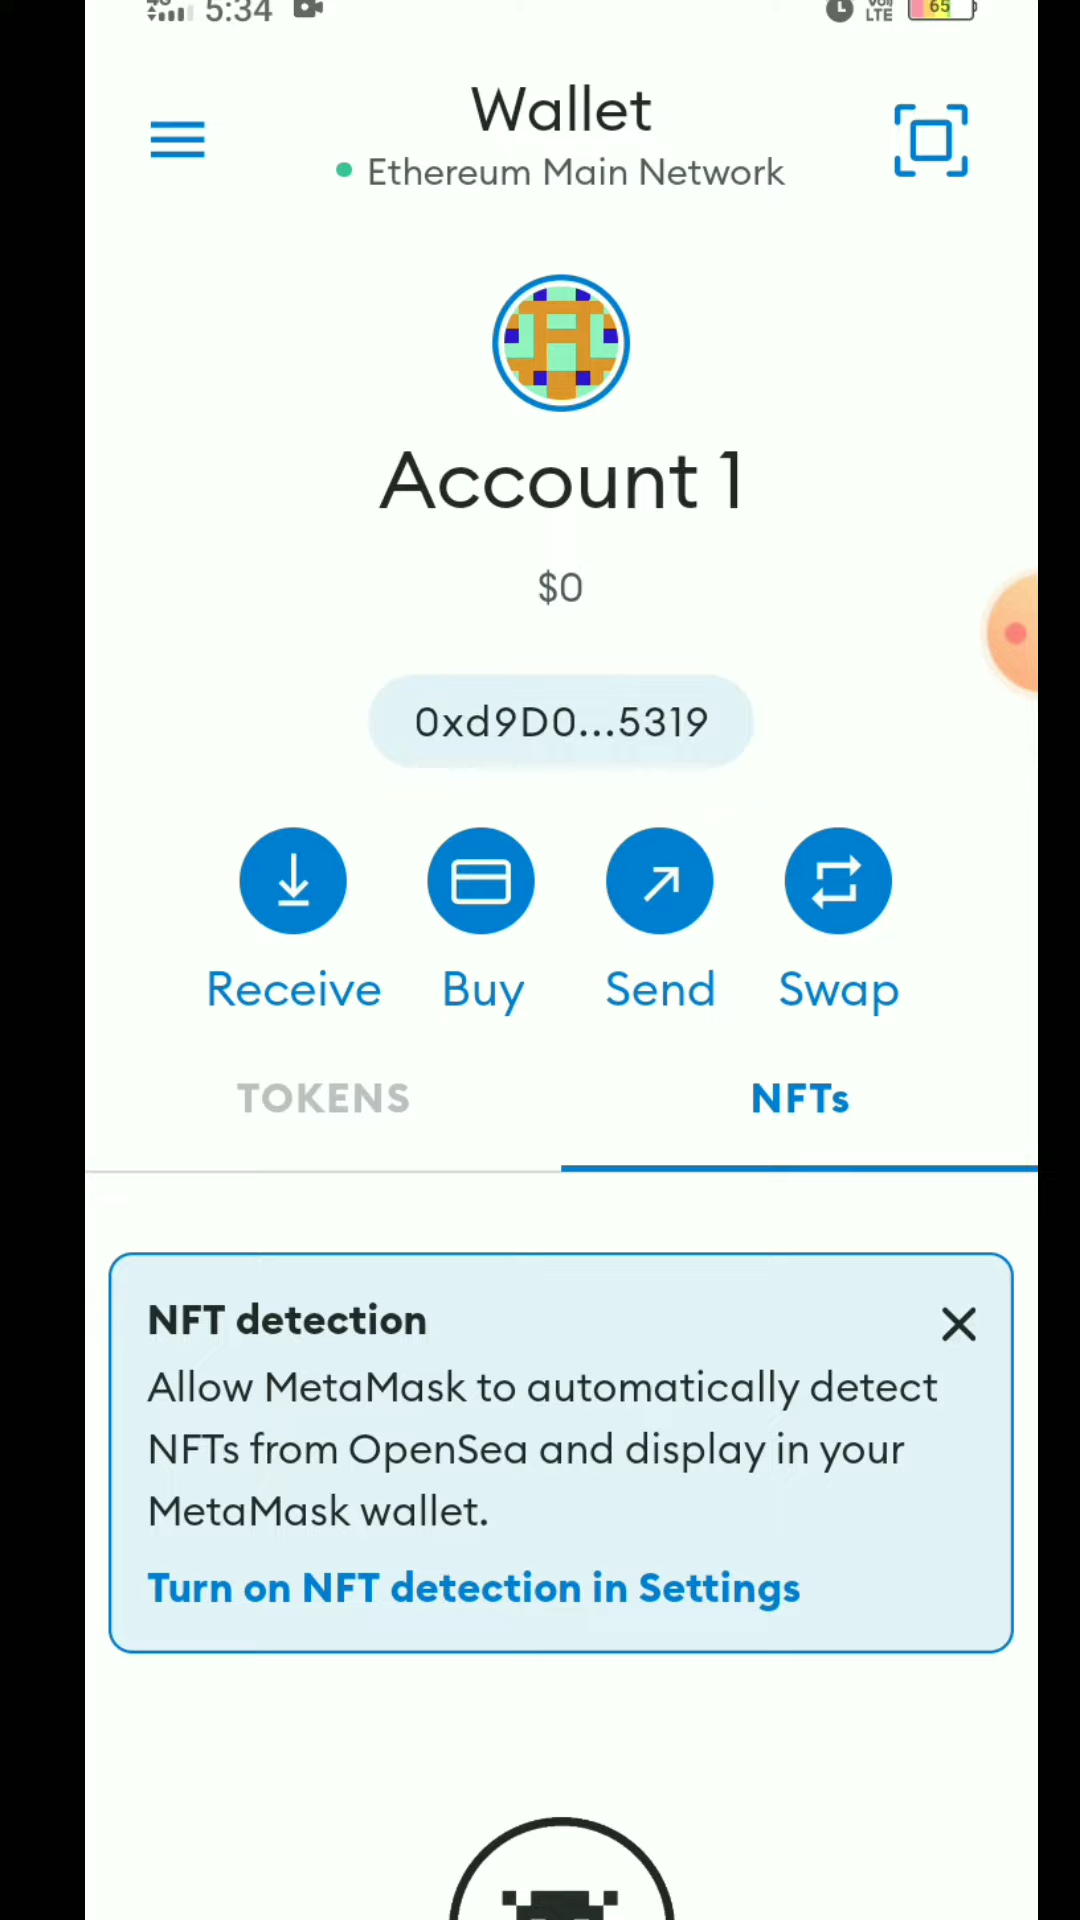 5:34
LTE 65
Wallet
Ethereum Main Network
Account 1
$0
0xd9D0...5319
Receive Buy Send Swap
TOKENS NFTs
NFT detection
Allow MetaMask to automatically detect
NFTs from OpenSea and display in your
MetaMask wallet.
Turn on NFT detection in Settings